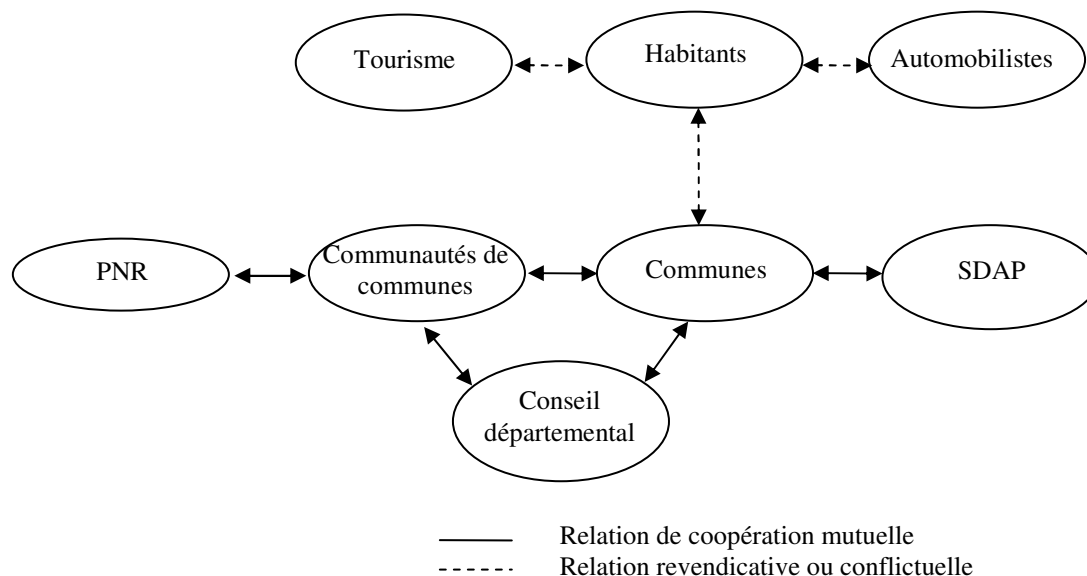 Tourisme
Habitants
Automobilistes
PNR
Communautés de
communes
Communes
SDAP
Conseil
départemental
Relation de coopération mutuelle
Relation revendicative ou conflictuelle